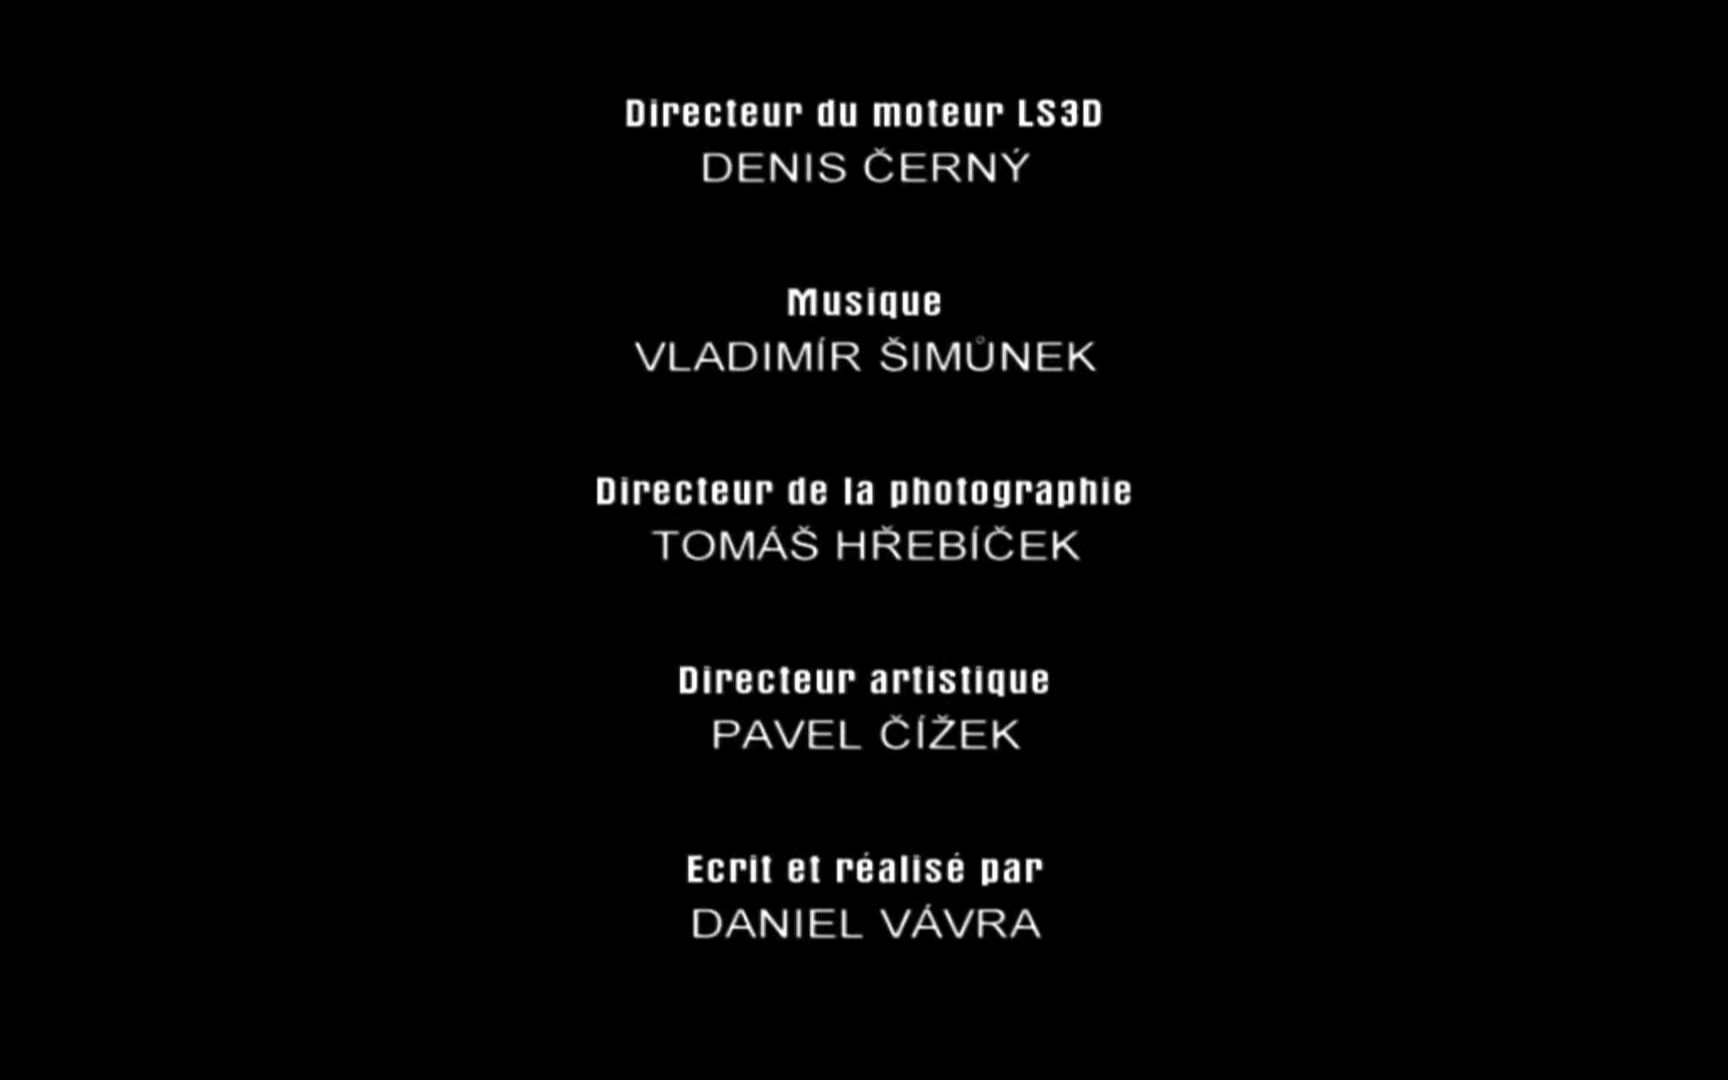 Directeur du moteur LS3D
DENIS ČERNÝ
Musique
VLADIMÍR ŠIMŮNEK
Directeur de la photographie
TOMÁŠ HŘEBÍČEK
Directeur artistique
PAVEL ČÍŽEK
Ecrit et réalisé par
DANIEL VÁVRA